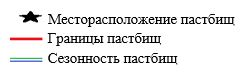 Месторасположение пастбищ
Границы пастбищ
Сезонность пастбищ